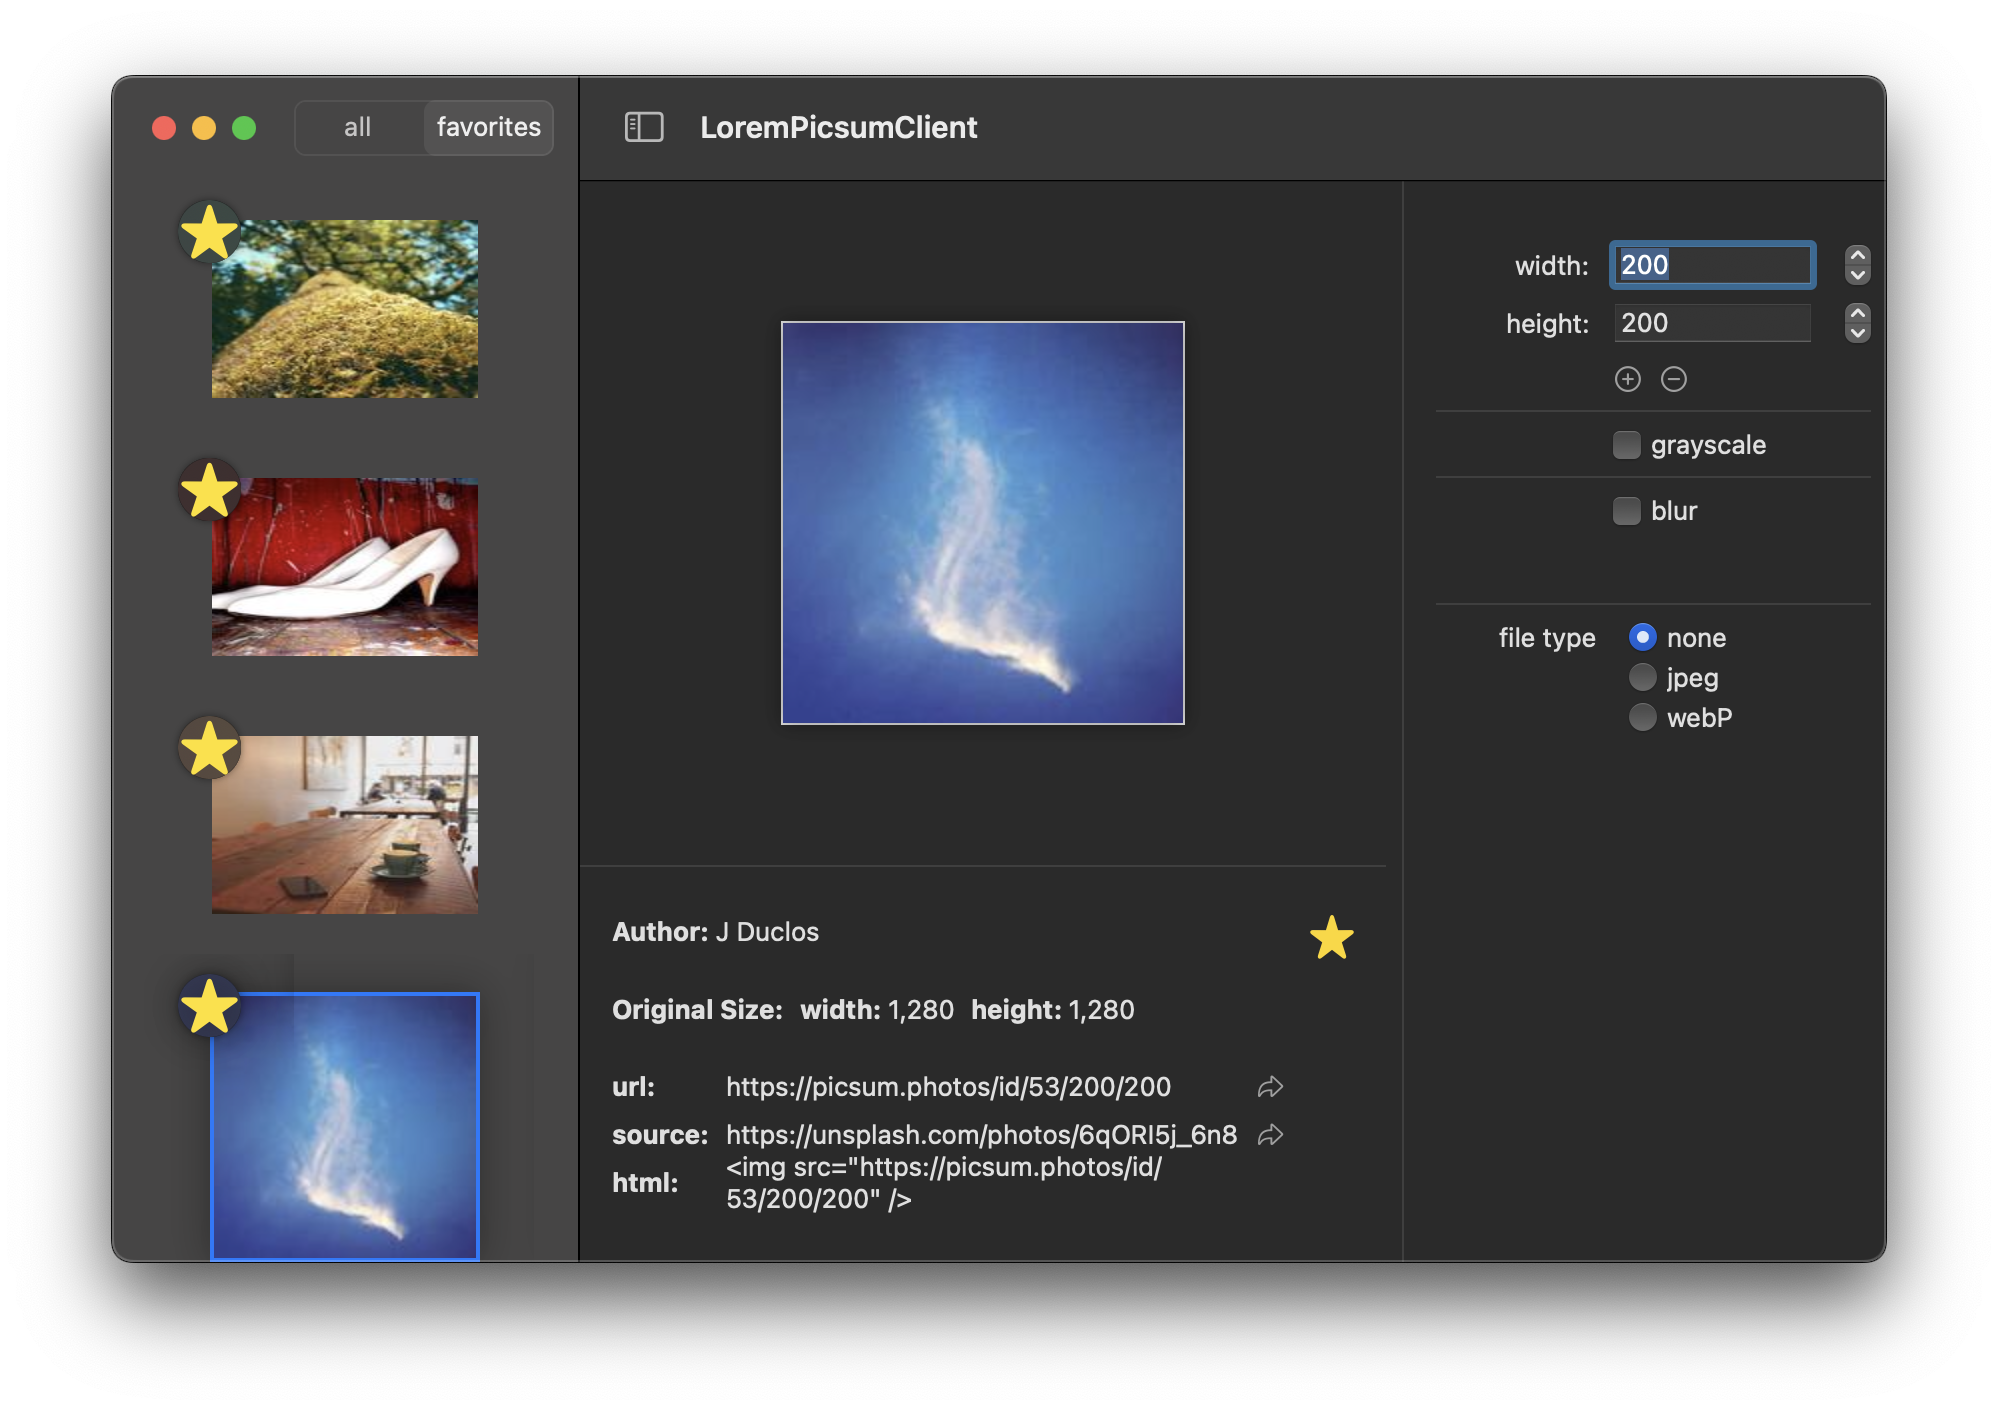 all favorites
LoremPicsumClient
width: 200
height: 200
grayscale
blur
file type none
jpeg
webP
Author: J Duclos
Original Size: width: 1,280 height: 1,280
url: https://picsum.photos/id/53/200/200
source: https://unsplash.com/photos/6qORI5j_6n8
html: <img src="https://picsum.photos/id/
53/200/200" />